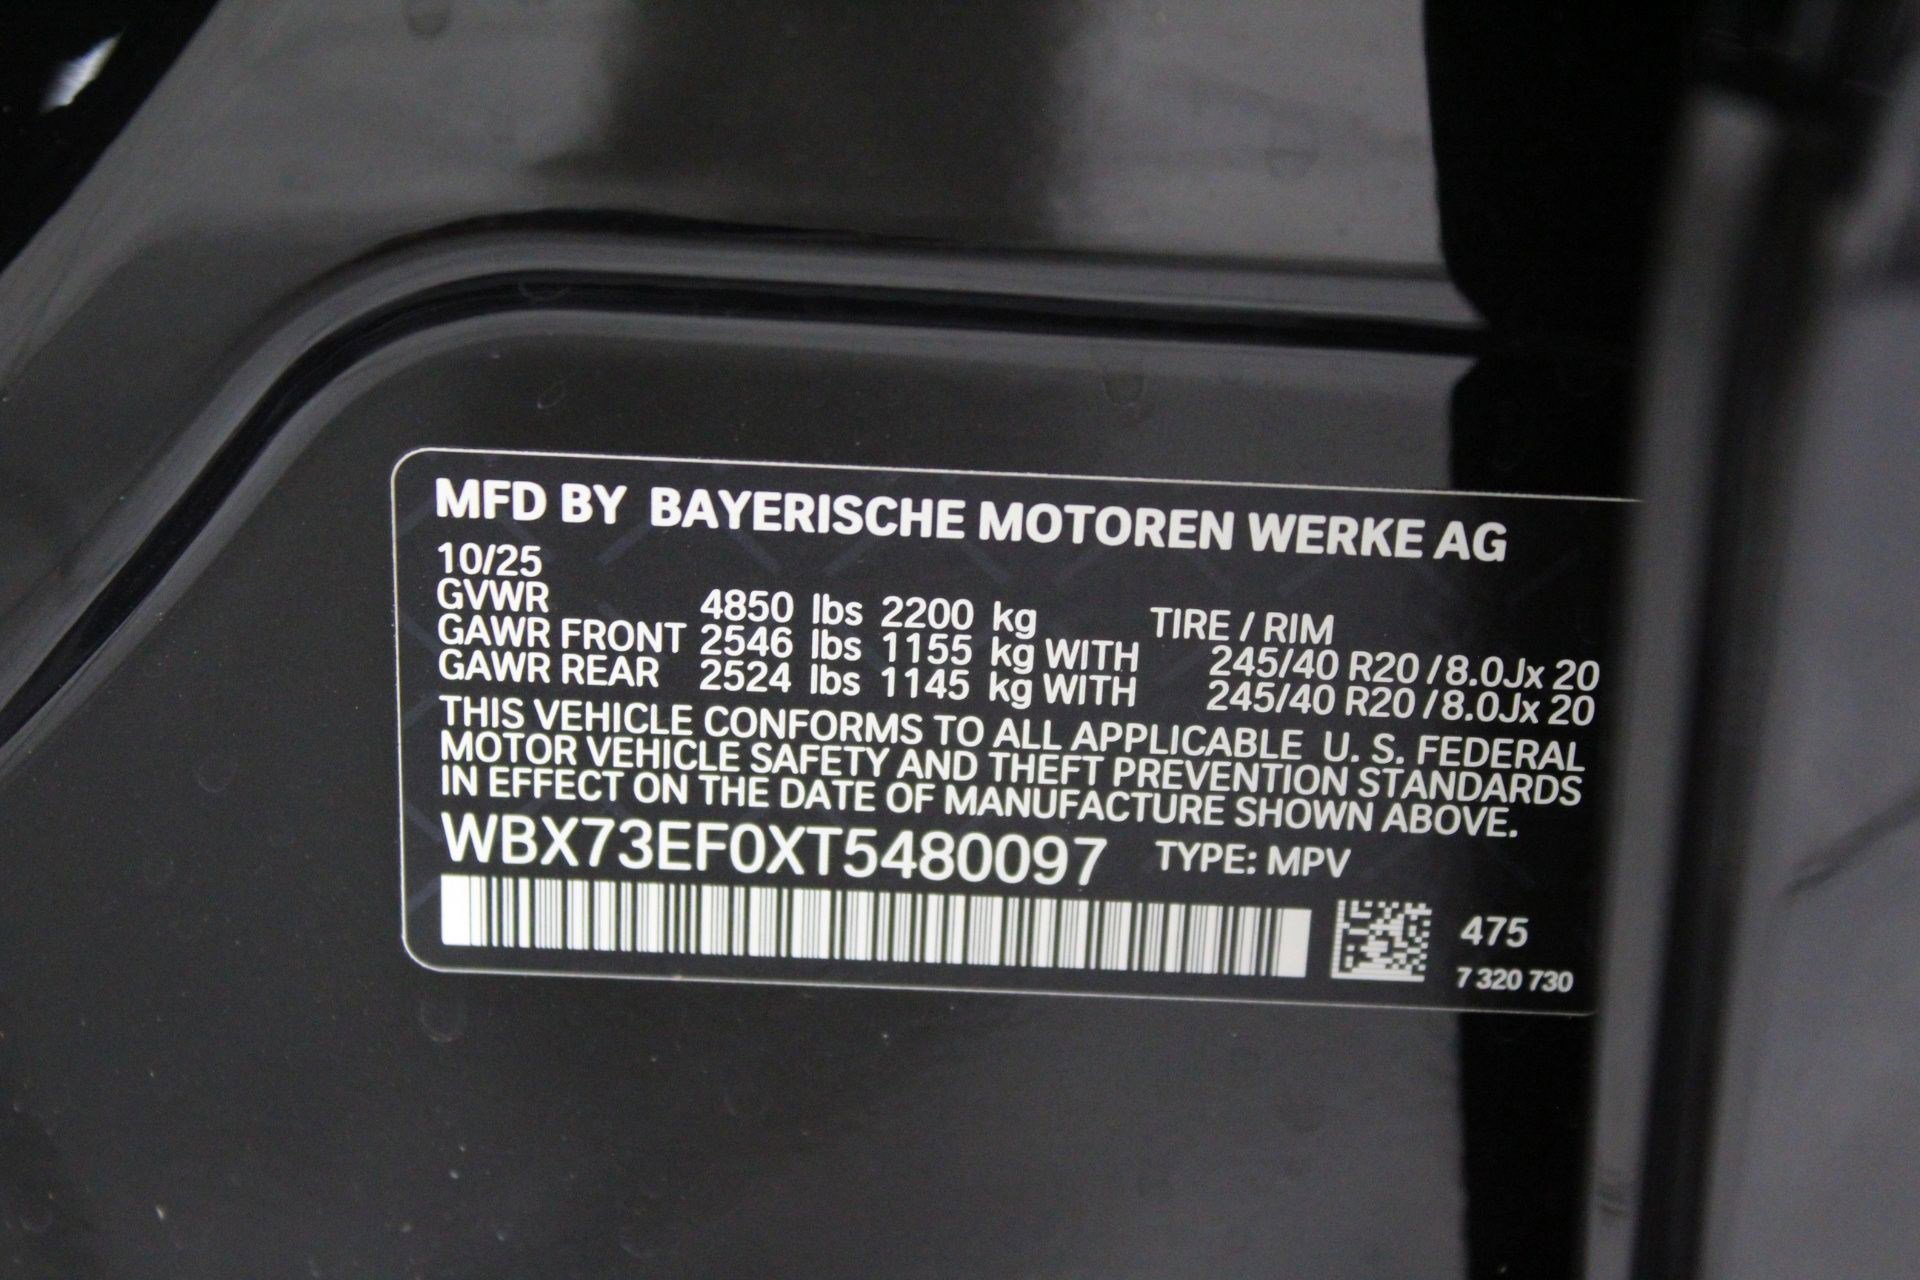 MFD BY BAYERISCHE MOTOREN WERKE AG
10/25
GVWR 4850 lbs 2200 kg TIRE / RIM
GAWR FRONT 2546 lbs 1155 kg WITH 245/40 R20 /8.0Jx 20
GAWR REAR 2524 lbs 1145 kg WITH 245/40 R20 /8.0Jx 20
THIS VEHICLE CONFORMS TO ALL APPLICABLE U. S. FEDERAL
MOTOR VEHICLE SAFETY AND THEFT PREVENTION STANDARDS
IN EFFECT ON THE DATE OF MANUFACTURE SHOWN ABOVE.
WBX73EF0XT5480097 TYPE: MPV
475
7 320 730